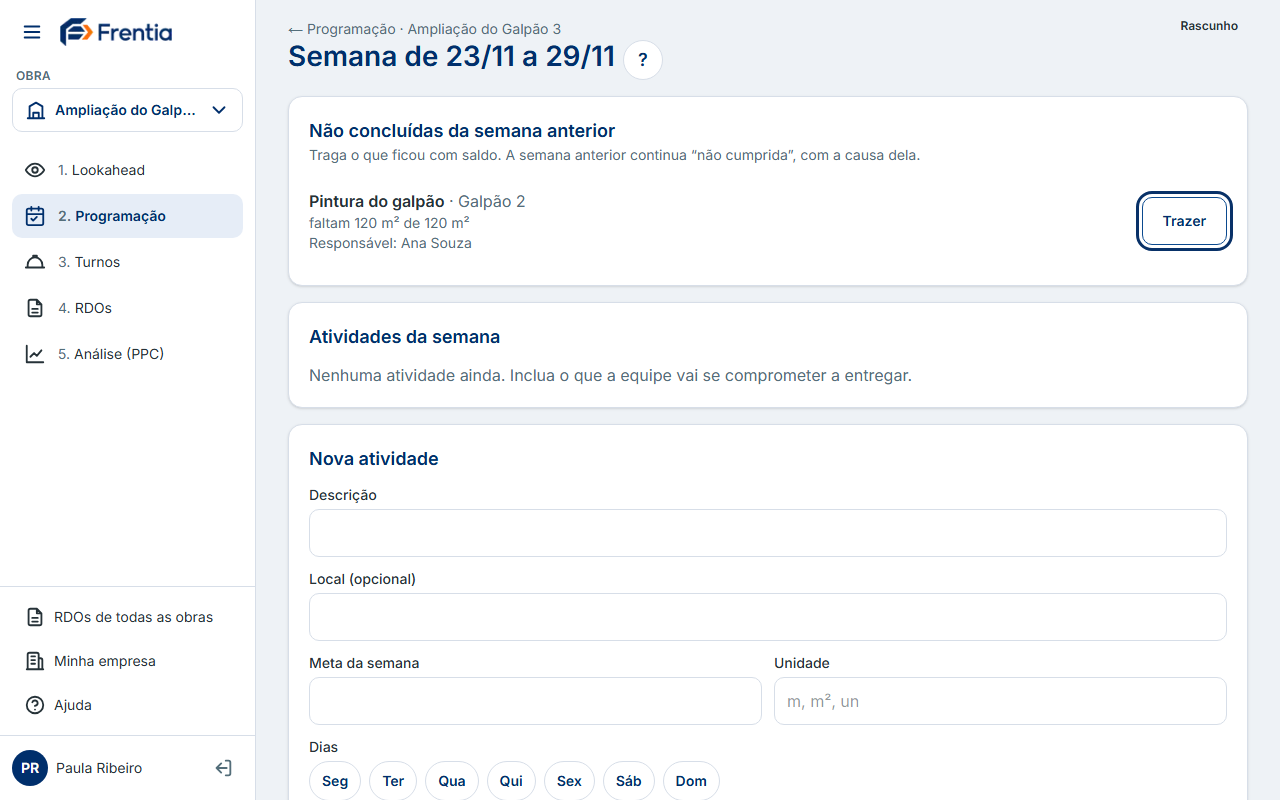 Frentia
OBRA
Ampliação do Galp...
1. Lookahead
2. Programação
3. Turnos
4. RDOs
5. Análise (PPC)
RDOs de todas as obras
Minha empresa
Ajuda
PR Paula Ribeiro
← Programação · Ampliação do Galpão 3
Rascunho
Semana de 23/11 a 29/11 ?
Não concluídas da semana anterior
Traga o que ficou com saldo. A semana anterior continua “não cumprida”, com a causa dela.
Pintura do galpão · Galpão 2
faltam 120 m² de 120 m²
Responsável: Ana Souza
Trazer
Atividades da semana
Nenhuma atividade ainda. Inclua o que a equipe vai se comprometer a entregar.
Nova atividade
Descrição
Local (opcional)
Meta da semana Unidade
m, m², un
Dias
Seg Ter Qua Qui Sex Sáb Dom